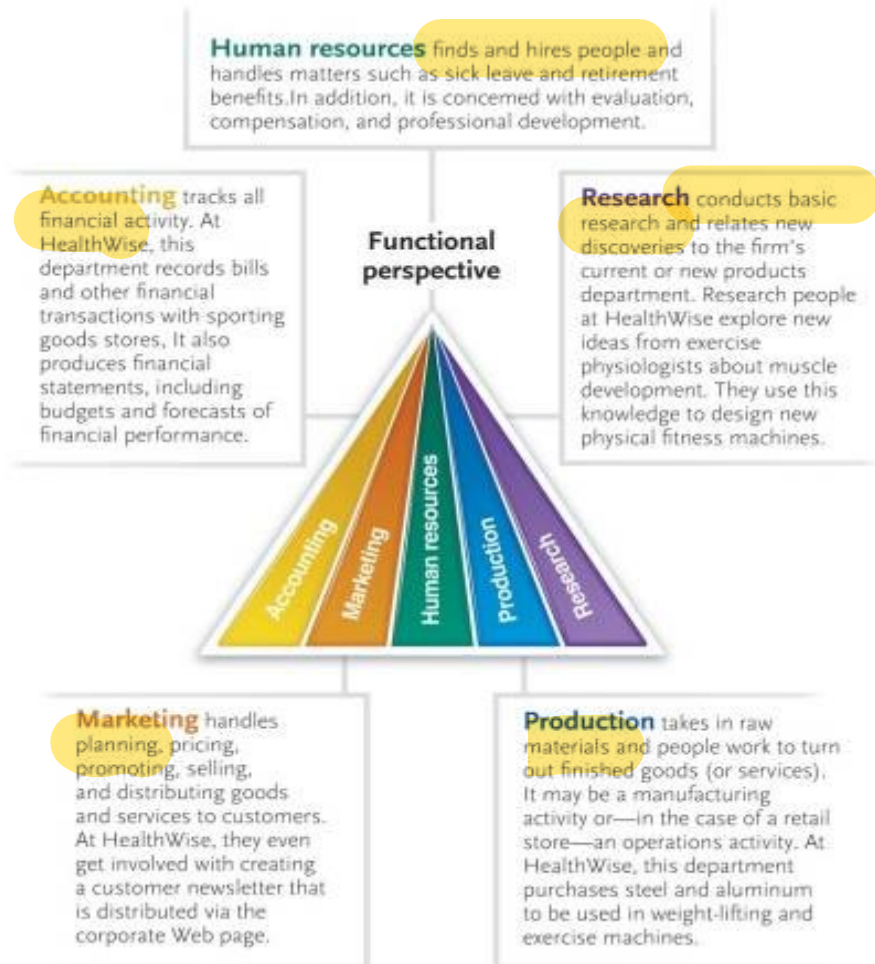 Human resources finds and hires people and
handles matters such as sick leave and retirement
benefits.In addition, it is concerned with evaluation,
compensation, and professional development.
Accounting tracks all
financial activity. At
HealthWise, this
department records bills
and other financial
transactions with sporting
goods stores, It also
produces financial
statements, including
budgets and forecasts of
financial performance.
Functional
perspective
Research conducts basic
research and relates new
discoveries to the firm's
current or new products
department. Research people
at HealthWise explore new
ideas from exercise
physiologists about muscle
development. They use this
knowledge to design new
physical fitness machines.
Accounting
Marketing
Human resources
Production
Research
Marketing handles
planning, pricing,
promoting, selling,
and distributing goods
and services to customers.
At HealthWise, they even
get involved with creating
a customer newsletter that
is distributed via the
corporate Web page.
Production takes in raw
materials and people work to turn
out finished goods (or services).
It may be a manufacturing
activity or—in the case of a retail
store—an operations activity. At
HealthWise, this department
purchases steel and aluminum
to be used in weight-lifting and
exercise machines.